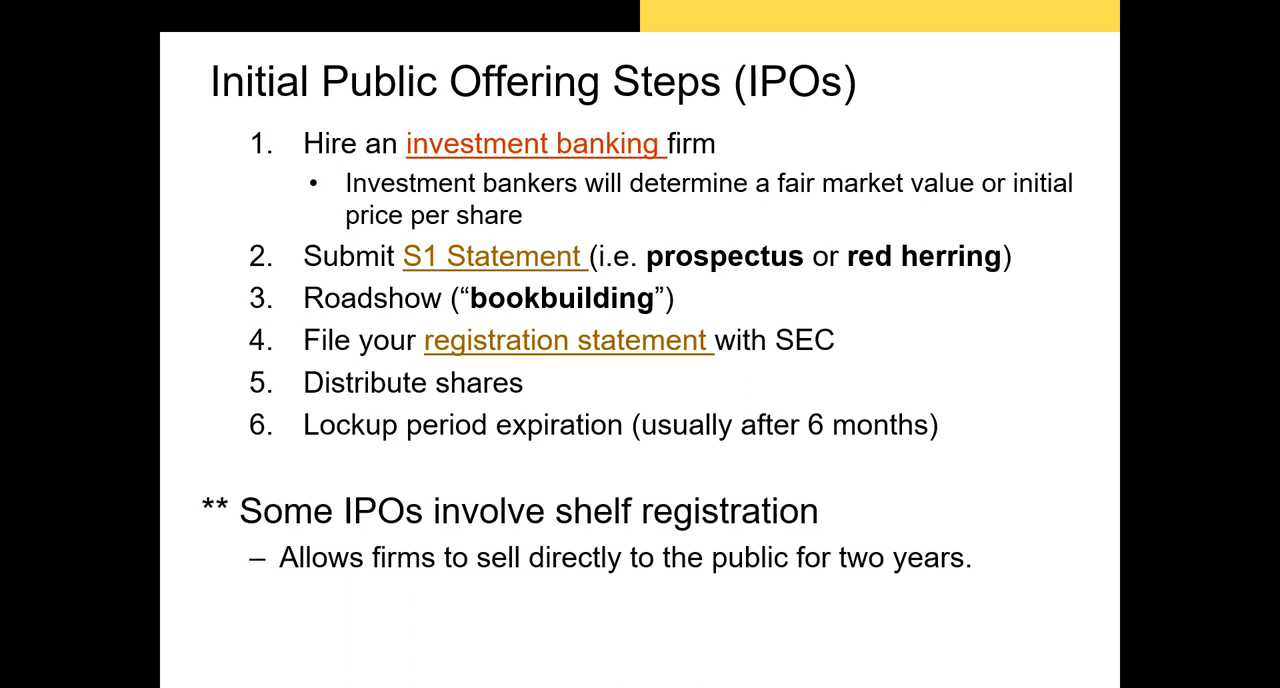 Initial Public Offering Steps (IPOs)
1. Hire an investment banking firm
• Investment bankers will determine a fair market value or initial
price per share
2. Submit S1 Statement (i.e. prospectus or red herring)
3. Roadshow (“bookbuilding”)
4. File your registration statement with SEC
5. Distribute shares
6. Lockup period expiration (usually after 6 months)
** Some IPOs involve shelf registration
– Allows firms to sell directly to the public for two years.